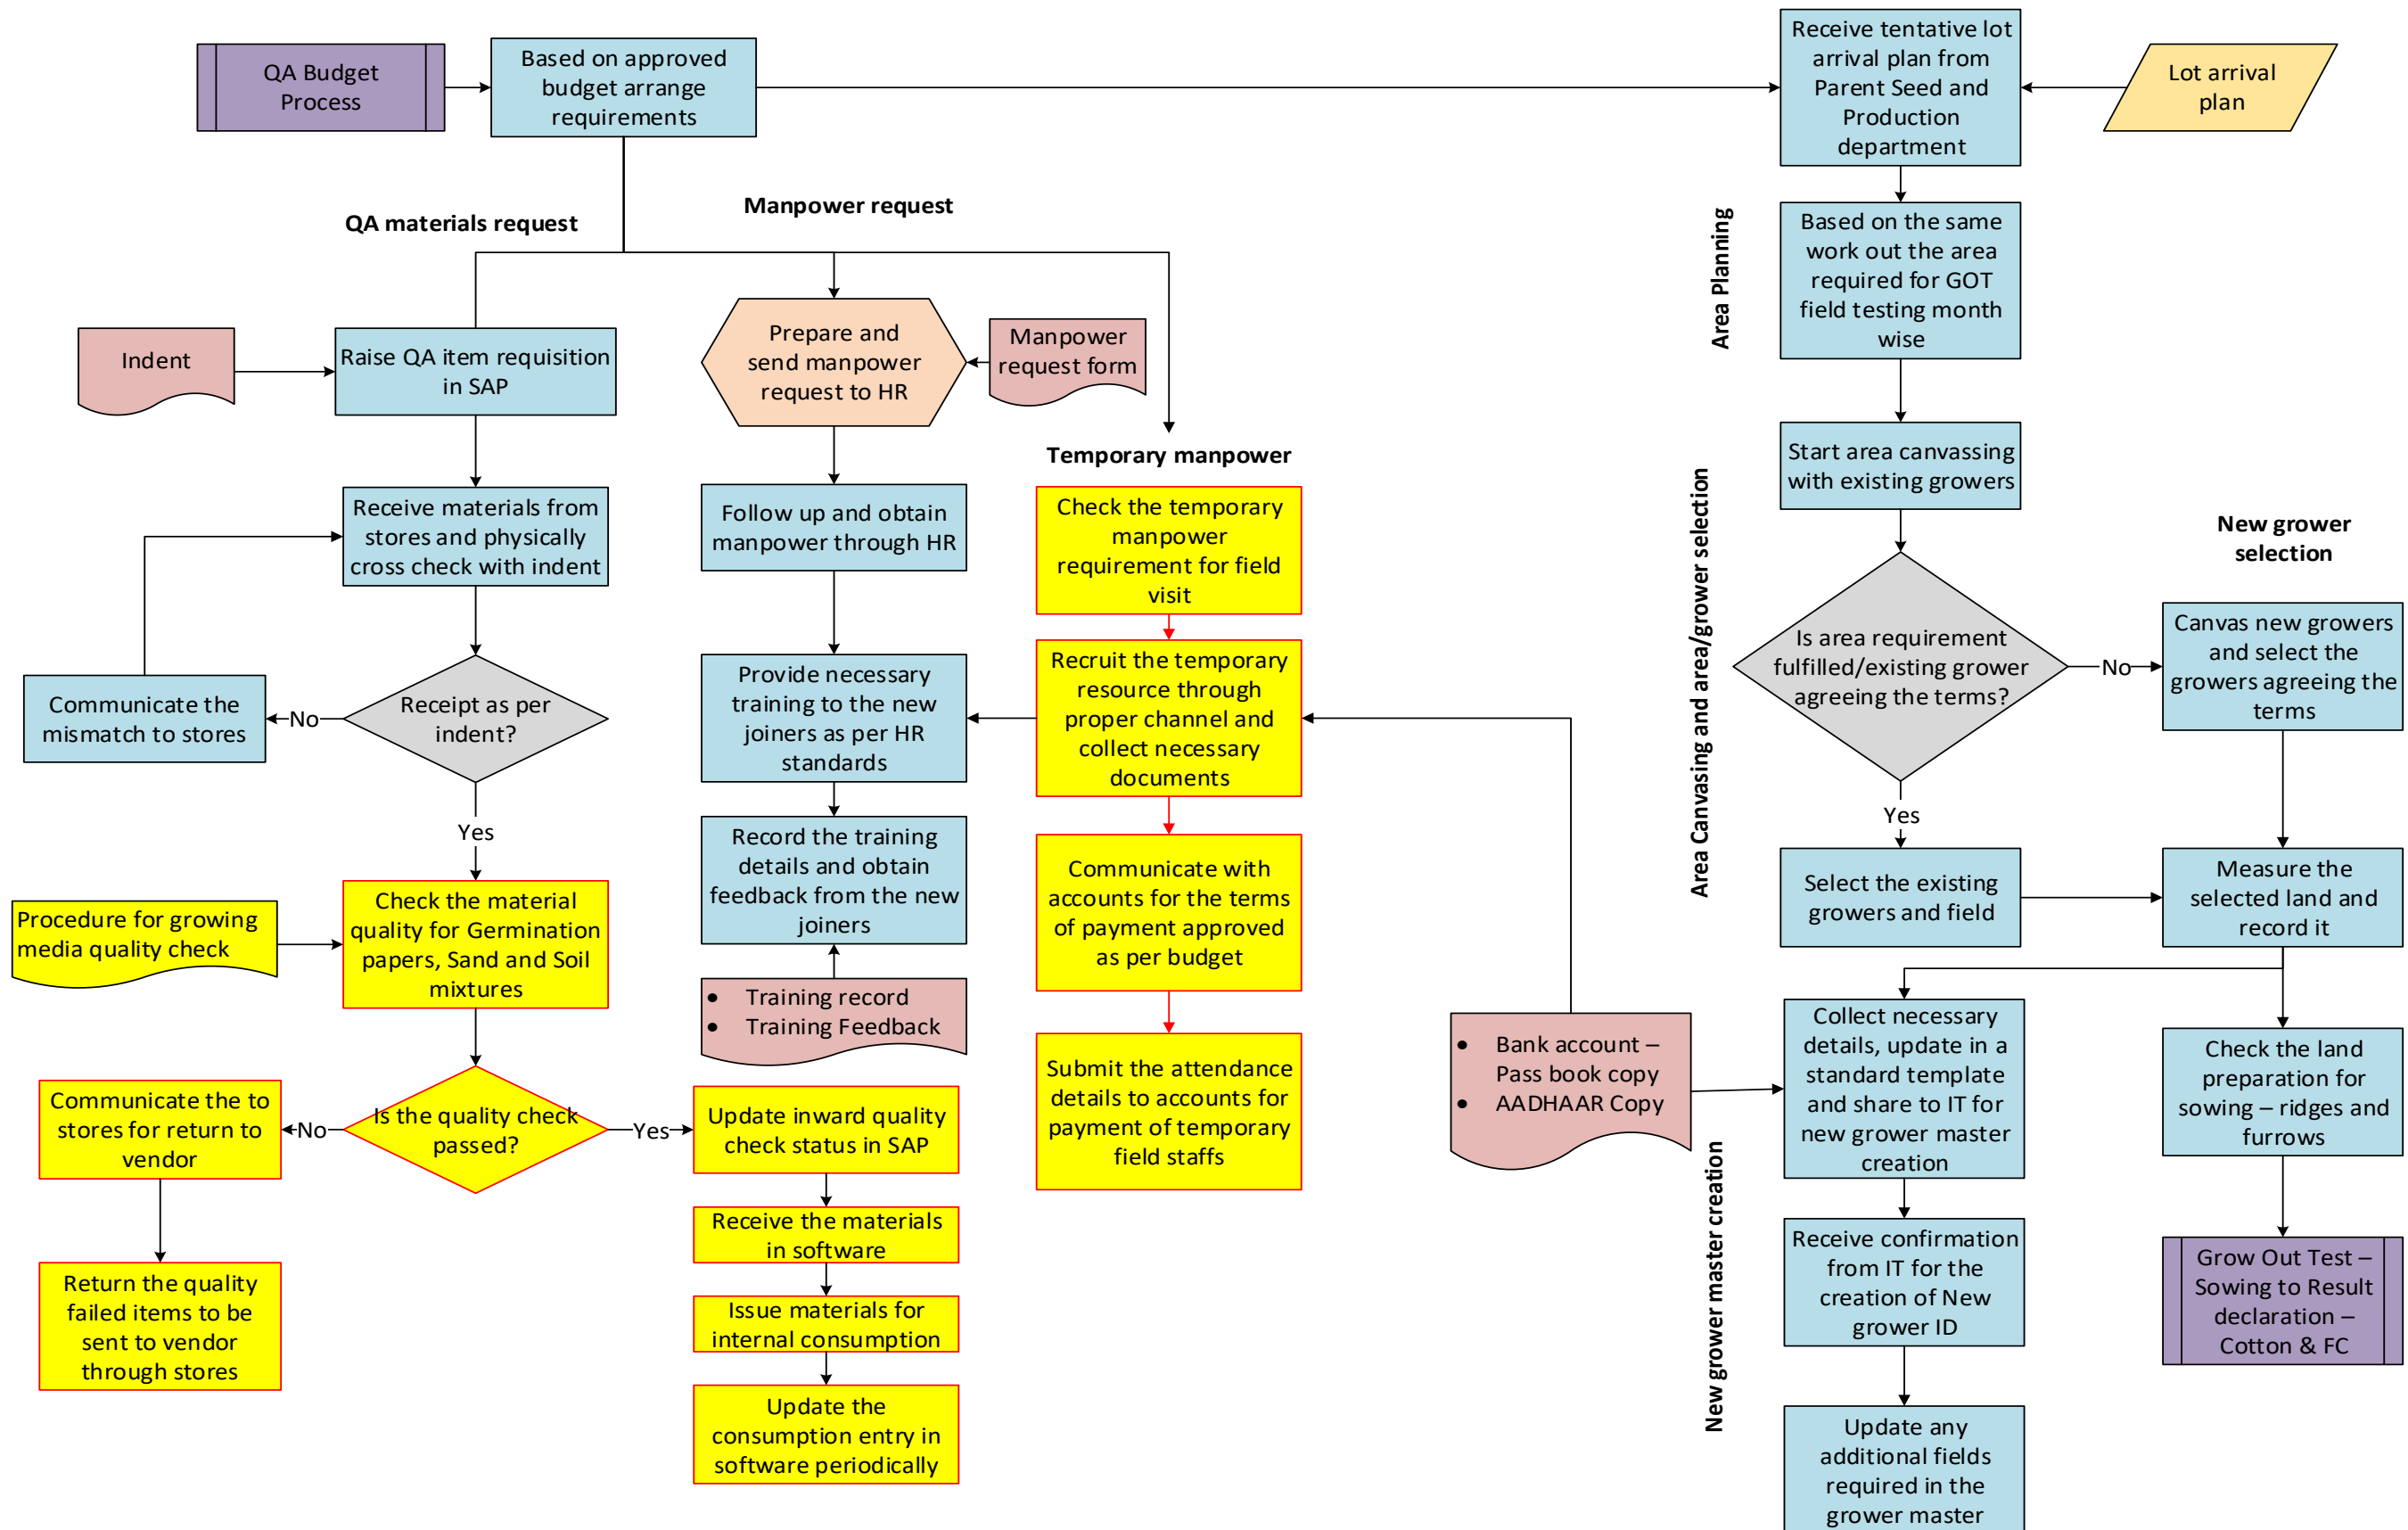 QA Budget
Process
Based on approved
budget arrange
requirements
Receive tentative lot
arrival plan from
Parent Seed and
Production
department
Lot arrival
plan
QA materials request
Manpower request
Area Planning
Based on the same
work out the area
required for GOT
field testing month
wise
Indent
Raise QA item requisition
in SAP
Prepare and
send manpower
request to HR
Manpower
request form
Temporary manpower
Start area canvassing
with existing growers
Area Canvasing and area/grower selection
New grower
selection
Receive materials from
stores and physically
cross check with indent
Follow up and obtain
manpower through HR
Check the temporary
manpower
requirement for field
visit
Is area requirement
fulfilled/existing grower
agreeing the terms?
No
Canvas new growers
and select the
growers agreeing the
terms
Communicate the
mismatch to stores
No
Receipt as per
indent?
Provide necessary
training to the new
joiners as per HR
standards
Recruit the temporary
resource through
proper channel and
collect necessary
documents
Yes
Yes
Record the training
details and obtain
feedback from the new
joiners
Communicate with
accounts for the terms
of payment approved
as per budget
Select the existing
growers and field
Measure the
selected land and
record it
Procedure for growing
media quality check
Check the material
quality for Germination
papers, Sand and Soil
mixtures
• Training record
• Training Feedback
• Bank account –
Pass book copy
• AADHAAR Copy
Collect necessary
details, update in a
standard template
and share to IT for
new grower master
creation
Check the land
preparation for
sowing – ridges and
furrows
Communicate the to
stores for return to
vendor
No
Is the quality check
passed?
Yes
Update inward quality
check status in SAP
Submit the attendance
details to accounts for
payment of temporary
field staffs
New grower master creation
Receive the materials
in software
Receive confirmation
from IT for the
creation of New
grower ID
Grow Out Test –
Sowing to Result
declaration –
Cotton & FC
Return the quality
failed items to be
sent to vendor
through stores
Issue materials for
internal consumption
Update the
consumption entry in
software periodically
Update any
additional fields
required in the
grower master